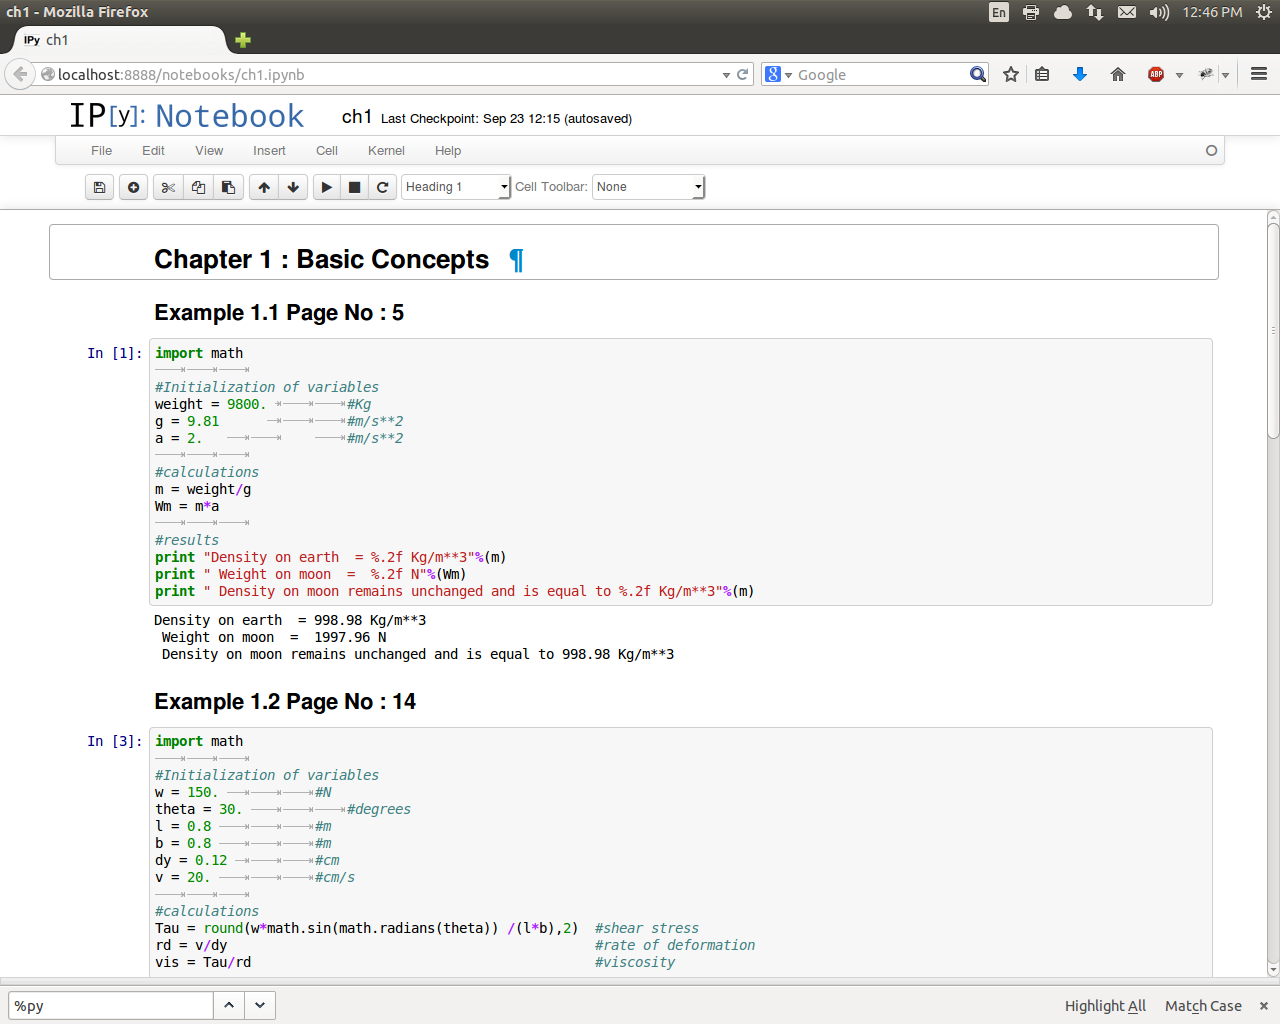 ch1 - Mozilla Firefox
En
12:46 PM
IPy ch1
localhost:8888/notebooks/ch1.ipynb
Google
ABP
IP[y]: Notebook
ch1 Last Checkpoint: Sep 23 12:15 (autosaved)
File Edit View Insert Cell Kernel Help
Heading 1 Cell Toolbar: None
Chapter 1 : Basic Concepts ¶
Example 1.1 Page No : 5
In [1]: import math
#Initialization of variables
weight = 9800. #Kg
g = 9.81 #m/s**2
a = 2. #m/s**2
#calculations
m = weight/g
Wm = m*a
#results
print "Density on earth  = %.2f Kg/m**3"%(m)
print " Weight on moon  =  %.2f N"%(Wm)
print " Density on moon remains unchanged and is equal to %.2f Kg/m**3"%(m)
Density on earth  = 998.98 Kg/m**3
Weight on moon  =  1997.96 N
Density on moon remains unchanged and is equal to 998.98 Kg/m**3
Example 1.2 Page No : 14
In [3]: import math
#Initialization of variables
w = 150. #N
theta = 30. #degrees
l = 0.8 #m
b = 0.8 #m
dy = 0.12 #cm
v = 20. #cm/s
#calculations
Tau = round(w*math.sin(math.radians(theta)) /(l*b),2)  #shear stress
rd = v/dy #rate of deformation
vis = Tau/rd #viscosity
%py
Highlight All Match Case ×